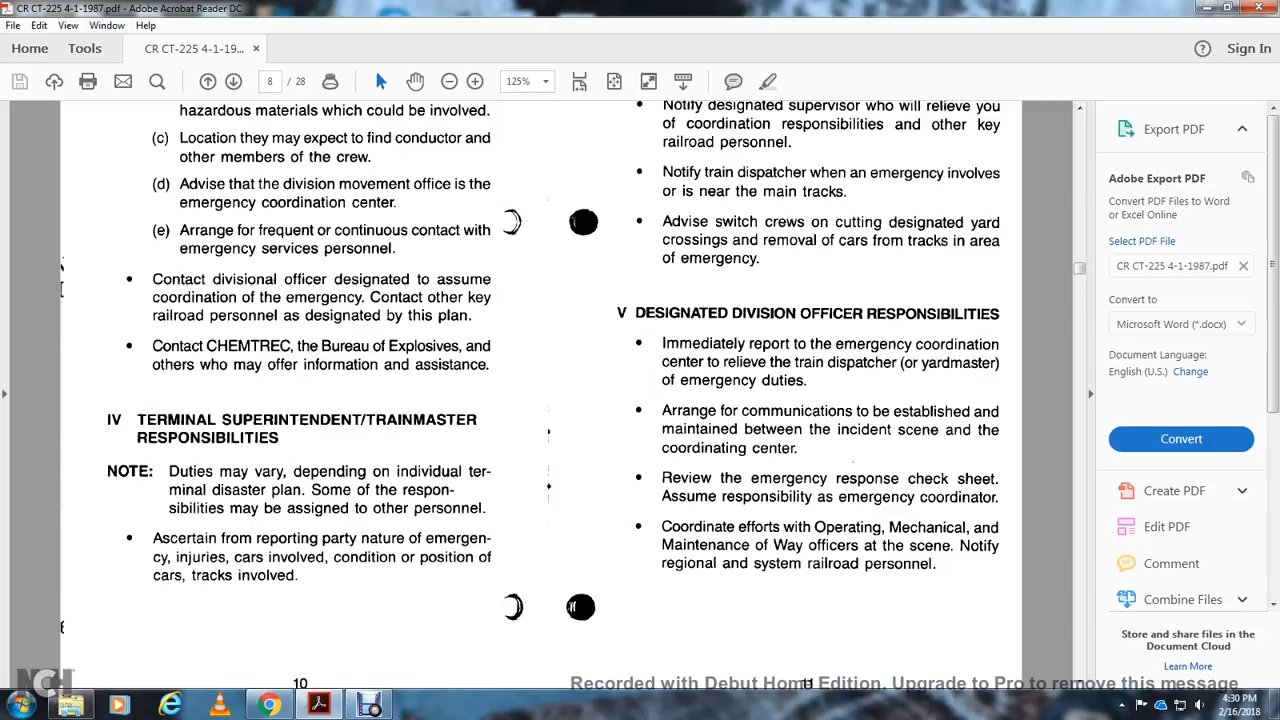 CR CT-225 4-1-1987.pdf - Adobe Acrobat Reader DC
File Edit View Window Help
Home Tools CR CT-225 4-1-19... × Sign In
8 / 28 125%
hazardous materials which could be involved.
(c) Location they may expect to find conductor and
other members of the crew.
(d) Advise that the division movement office is the
emergency coordination center.
(e) Arrange for frequent or continuous contact with
emergency services personnel.
• Contact divisional officer designated to assume
coordination of the emergency. Contact other key
railroad personnel as designated by this plan.
• Contact CHEMTREC, the Bureau of Explosives, and
others who may offer information and assistance.
IV TERMINAL SUPERINTENDENT/TRAINMASTER
RESPONSIBILITIES
NOTE: Duties may vary, depending on individual ter-
minal disaster plan. Some of the respon-
sibilities may be assigned to other personnel.
• Ascertain from reporting party nature of emergen-
cy, injuries, cars involved, condition or position of
cars, tracks involved.
10
• Notify designated supervisor who will relieve you
of coordination responsibilities and other key
railroad personnel.
• Notify train dispatcher when an emergency involves
or is near the main tracks.
• Advise switch crews on cutting designated yard
crossings and removal of cars from tracks in area
of emergency.
V DESIGNATED DIVISION OFFICER RESPONSIBILITIES
• Immediately report to the emergency coordination
center to relieve the train dispatcher (or yardmaster)
of emergency duties.
• Arrange for communications to be established and
maintained between the incident scene and the
coordinating center.
• Review the emergency response check sheet.
Assume responsibility as emergency coordinator.
• Coordinate efforts with Operating, Mechanical, and
Maintenance of Way officers at the scene. Notify
regional and system railroad personnel.
11
Export PDF
Adobe Export PDF
Convert PDF Files to Word
or Excel Online
Select PDF File
CR CT-225 4-1-1987.pdf
Convert to
Microsoft Word (*.docx)
Document Language:
English (U.S.) Change
Convert
Create PDF
Edit PDF
Comment
Combine Files
Store and share files in the
Document Cloud
Learn More
NCH
Recorded with Debut Home Edition. Upgrade to Pro to remove this message
4:30 PM
2/16/2018